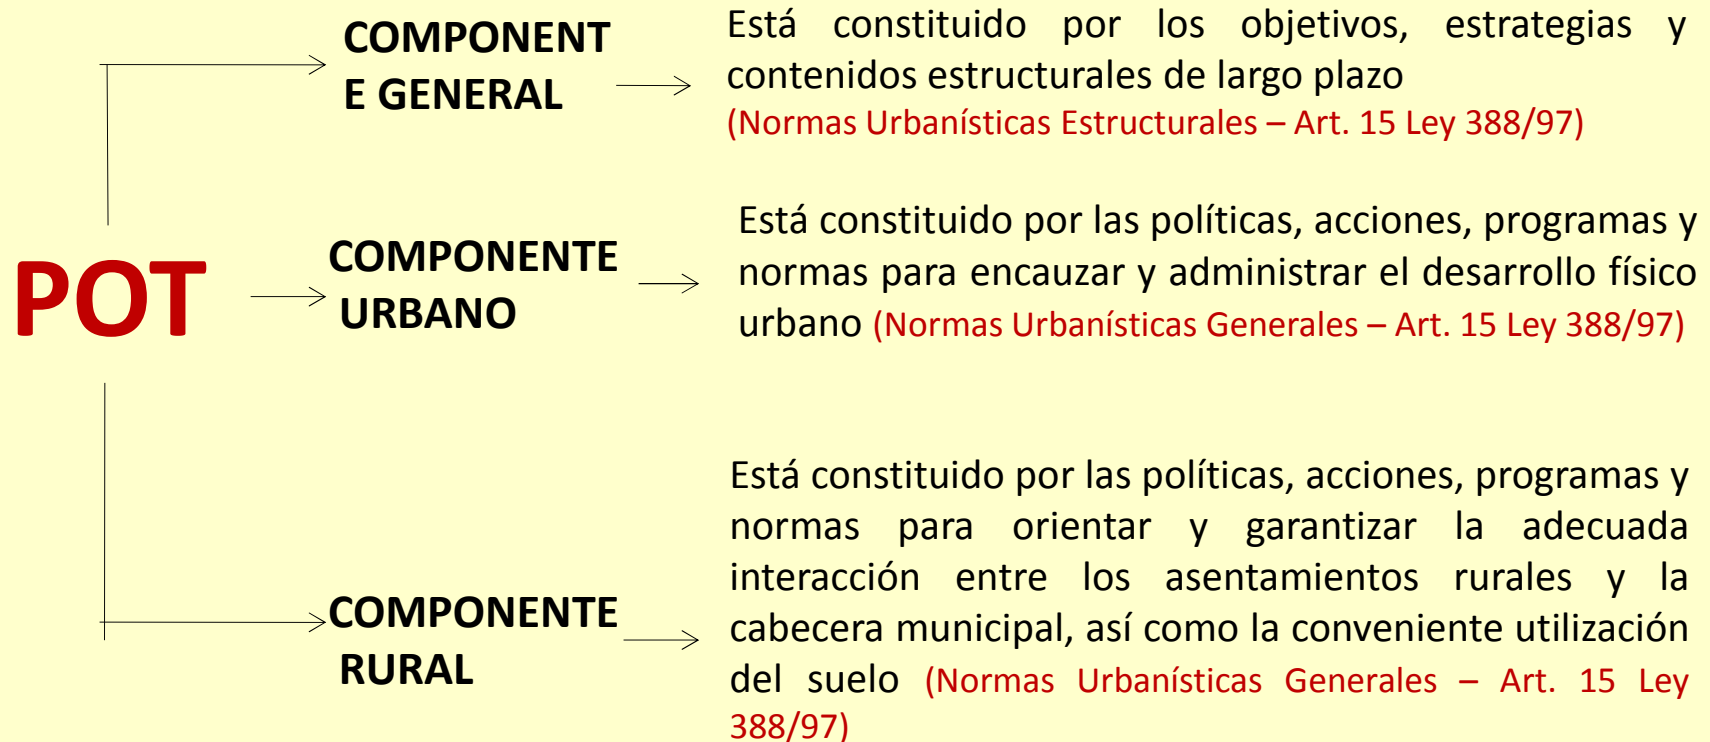 COMPONENT
E GENERAL
Está constituido por los objetivos, estrategias y
contenidos estructurales de largo plazo
(Normas Urbanísticas Estructurales – Art. 15 Ley 388/97)
POT
COMPONENTE
URBANO
Está constituido por las políticas, acciones, programas y
normas para encauzar y administrar el desarrollo físico
urbano (Normas Urbanísticas Generales – Art. 15 Ley 388/97)
COMPONENTE
RURAL
Está constituido por las políticas, acciones, programas y
normas para orientar y garantizar la adecuada
interacción entre los asentamientos rurales y la
cabecera municipal, así como la conveniente utilización
del suelo (Normas Urbanísticas Generales – Art. 15 Ley
388/97)